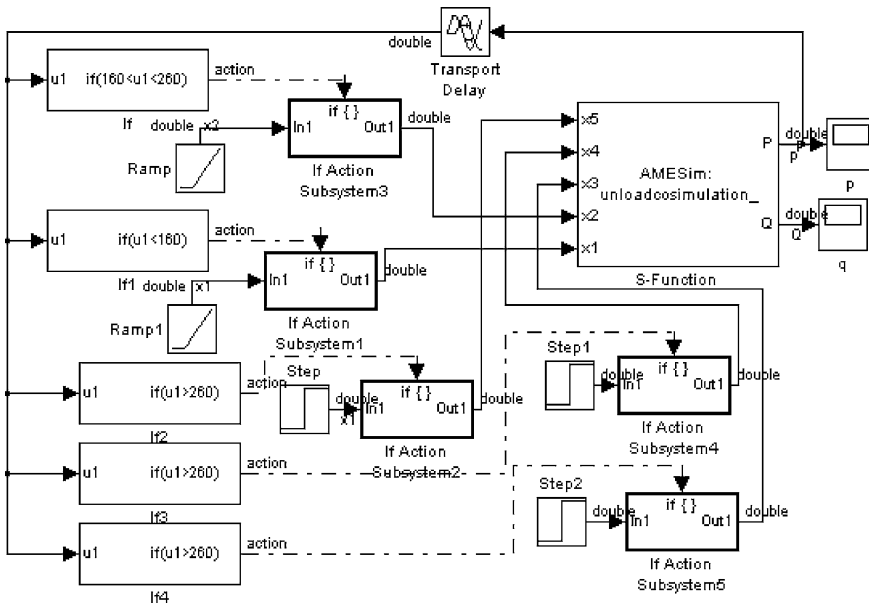 double
Transport
Delay
u1 if(160<u1<260)
If
action
if { }
In1 Out1
If Action
Subsystem3
double
double x2
Ramp
u1 if(u1<160)
If1
action
if { }
In1 Out1
If Action
Subsystem1
double
double x1
Ramp1
x5
x4
x3
x2
x1
AMESim:
unloadcosimulation_
P
Q
S-Function
double
P
p
p
double
Q
q
u1 if(u1>260)
If2
action
Step
double
x1
if { }
In1 Out1
If Action
Subsystem2
double
Step1
double
if { }
In1 Out1
If Action
Subsystem4
double
u1 if(u1>260)
If3
action
u1 if(u1>260)
If4
action
Step2
double
if { }
In1 Out1
If Action
Subsystem5
double